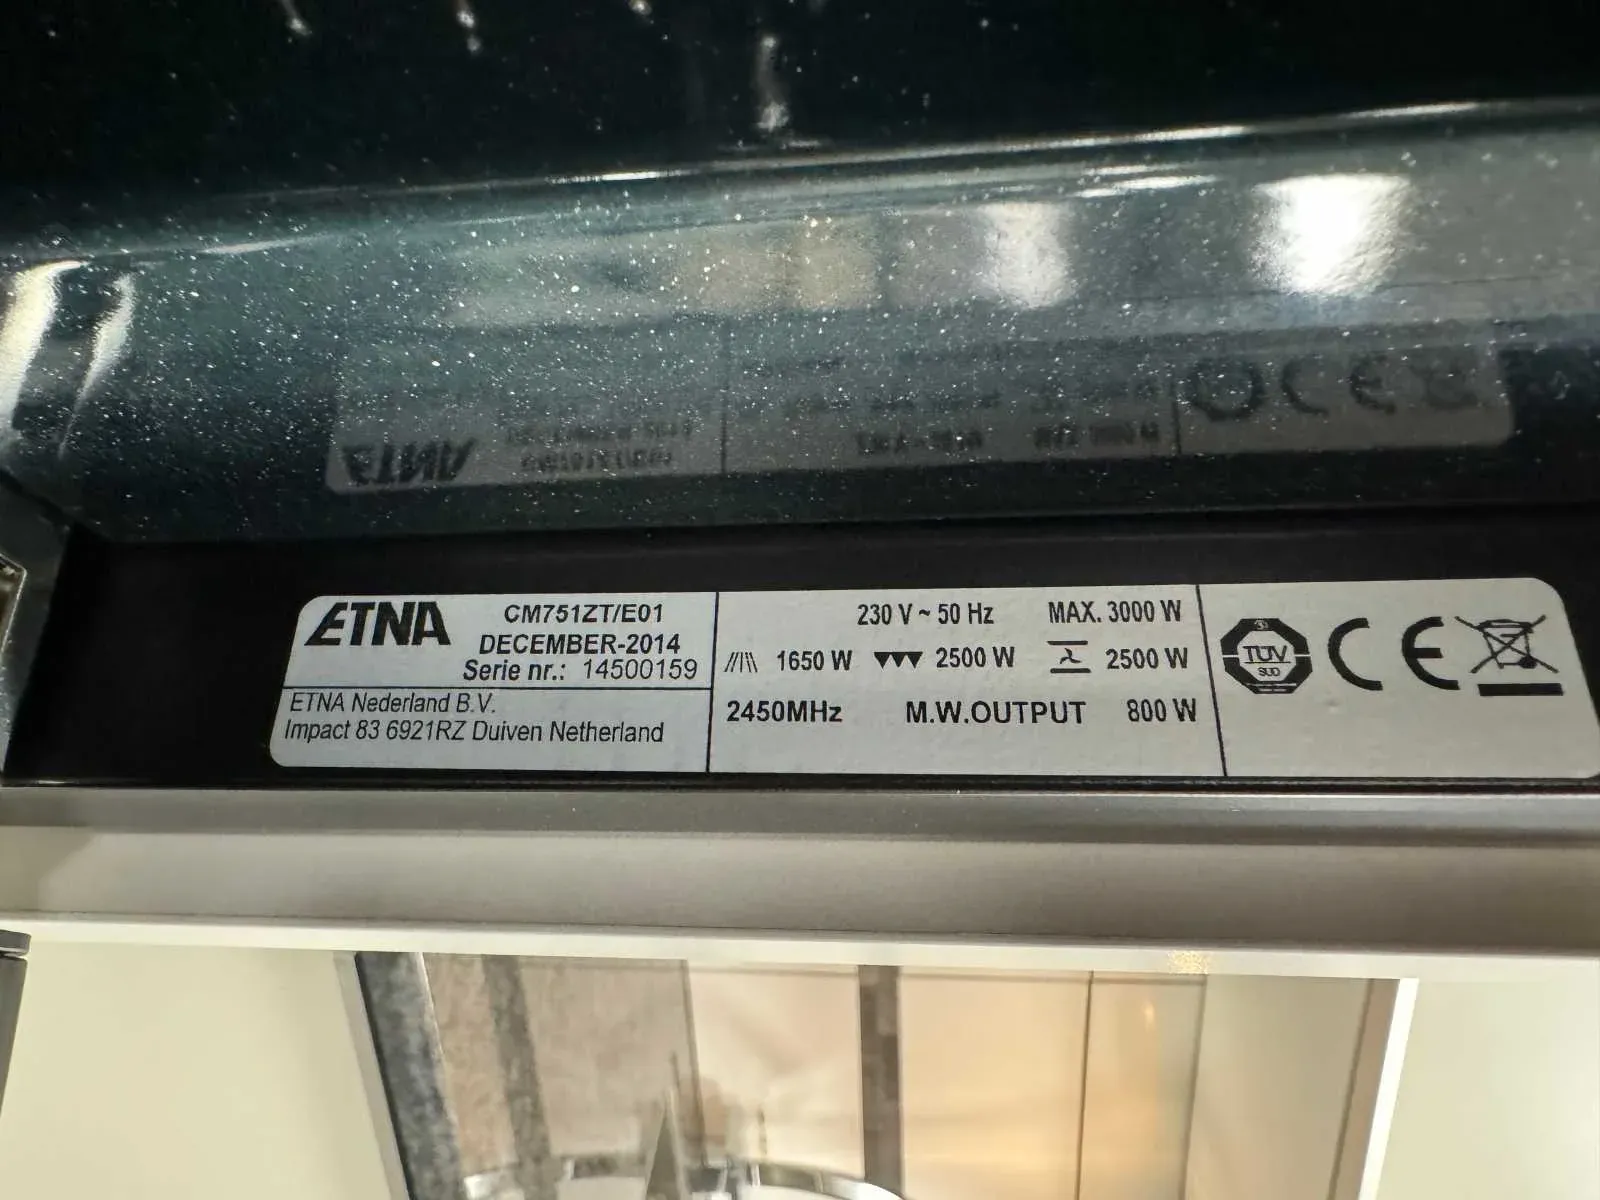 ETNA
CM751ZT/E01
DECEMBER-2014
Serie nr.: 14500159
ETNA Nederland B.V.
Impact 83 6921RZ Duiven Netherland
230 V ~ 50 Hz MAX. 3000 W
1650 W 2500 W 2500 W
2450MHz M.W.OUTPUT 800 W
TÜV
SÜD
CE